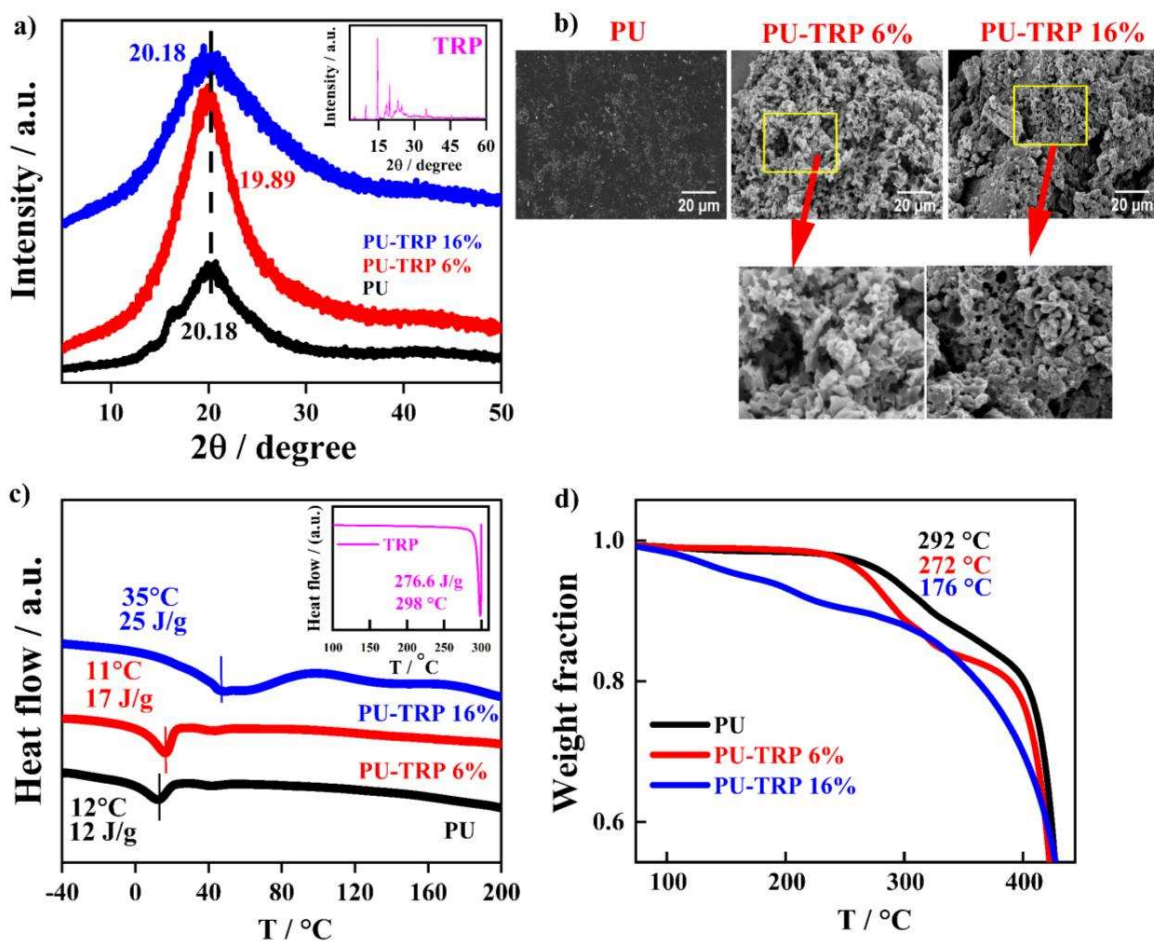 a)
Intensity / a.u.
20.18
19.89
20.18
PU-TRP 16%
PU-TRP 6%
PU
10 20 30 40 50
2θ / degree
Intensity / a.u.
TRP
15 30 45 60
2θ / degree
b)
PU
PU-TRP 6%
PU-TRP 16%
20 µm
20 µm
20 µm
c)
Heat flow / a.u.
35°C
25 J/g
11°C
17 J/g
12°C
12 J/g
PU-TRP 16%
PU-TRP 6%
PU
-40 0 40 80 120 160 200
T / °C
Heat flow / (a.u.)
TRP
276.6 J/g
298 °C
100 150 200 250 300
T / °C
d)
Weight fraction
1.0
0.8
0.6
292 °C
272 °C
176 °C
PU
PU-TRP 6%
PU-TRP 16%
100 200 300 400
T / °C